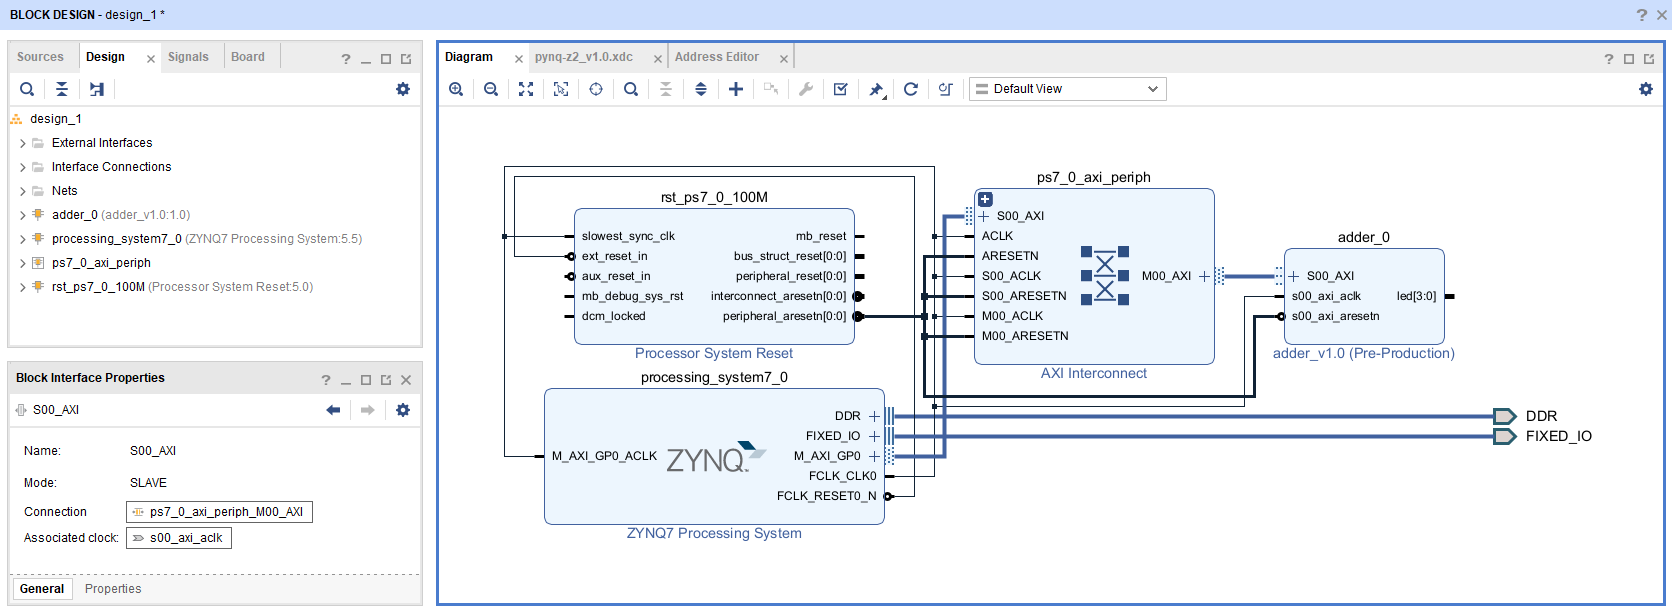 BLOCK DESIGN - design_1 *
Sources Design Signals Board
design_1
External Interfaces
Interface Connections
Nets
adder_0 (adder_v1.0:1.0)
processing_system7_0 (ZYNQ7 Processing System:5.5)
ps7_0_axi_periph
rst_ps7_0_100M (Processor System Reset:5.0)
Block Interface Properties
S00_AXI
Name: S00_AXI
Mode: SLAVE
Connection ps7_0_axi_periph_M00_AXI
Associated clock: s00_axi_aclk
General Properties
Diagram pynq-z2_v1.0.xdc Address Editor
Default View
rst_ps7_0_100M
slowest_sync_clk
ext_reset_in
aux_reset_in
mb_debug_sys_rst
dcm_locked
mb_reset
bus_struct_reset[0:0]
peripheral_reset[0:0]
interconnect_aresetn[0:0]
peripheral_aresetn[0:0]
Processor System Reset
processing_system7_0
M_AXI_GP0_ACLK
ZYNQ
DDR
FIXED_IO
M_AXI_GP0
FCLK_CLK0
FCLK_RESET0_N
ZYNQ7 Processing System
ps7_0_axi_periph
S00_AXI
ACLK
ARESETN
S00_ACLK
S00_ARESETN
M00_ACLK
M00_ARESETN
M00_AXI
AXI Interconnect
adder_0
S00_AXI
s00_axi_aclk
s00_axi_aresetn
led[3:0]
adder_v1.0 (Pre-Production)
DDR
FIXED_IO